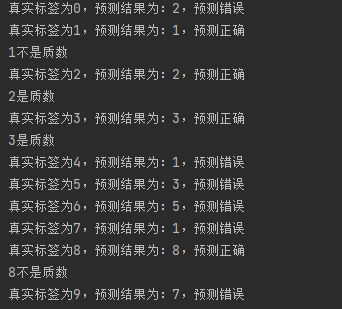 真实标签为0，预测结果为：2，预测错误
真实标签为1，预测结果为：1，预测正确
1不是质数
真实标签为2，预测结果为：2，预测正确
2是质数
真实标签为3，预测结果为：3，预测正确
3是质数
真实标签为4，预测结果为：1，预测错误
真实标签为5，预测结果为：3，预测错误
真实标签为6，预测结果为：5，预测错误
真实标签为7，预测结果为：1，预测错误
真实标签为8，预测结果为：8，预测正确
8不是质数
真实标签为9，预测结果为：7，预测错误